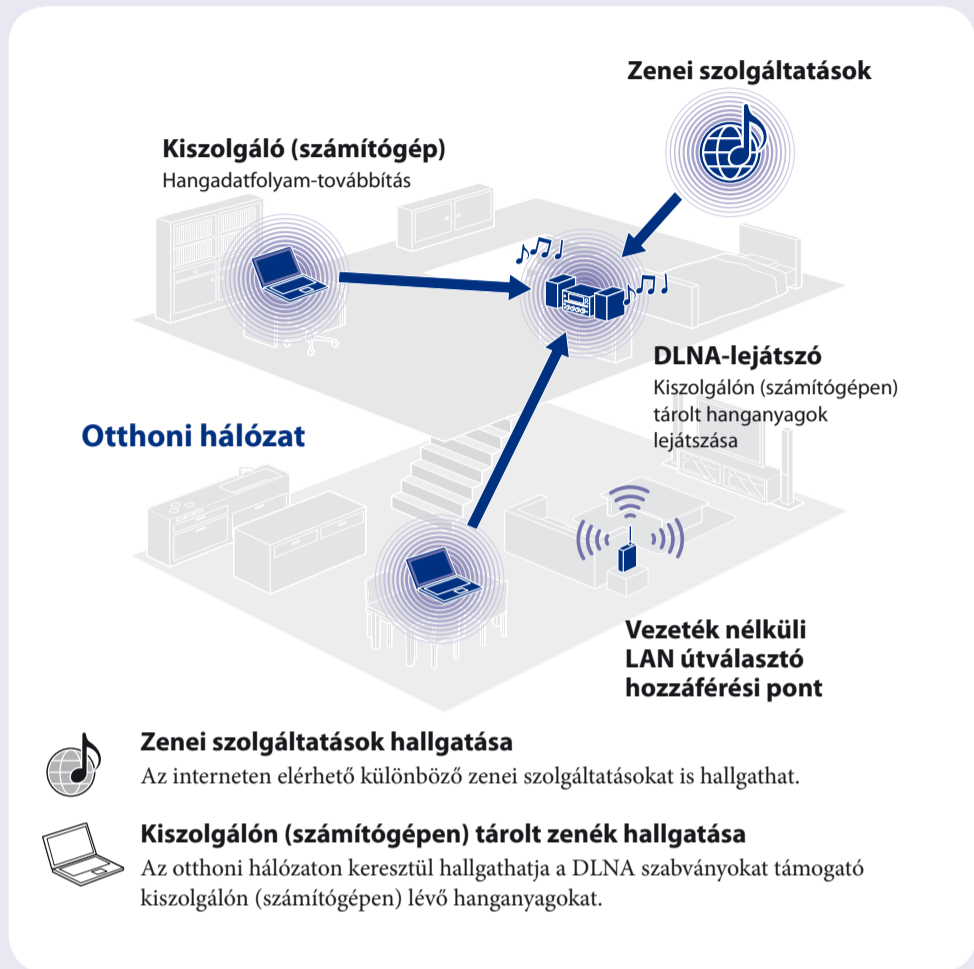 Zenei szolgáltatások
Kiszolgáló (számítógép)
Hangadatfolyam-továbbítás
DLNA-lejátszó
Kiszolgálón (számítógépen)
tárolt hanganyagok
lejátszása
Otthoni hálózat
Vezeték nélküli
LAN útválasztó
hozzáférési pont
Zenei szolgáltatások hallgatása
Az interneten elérhető különböző zenei szolgáltatásokat is hallgathat.
Kiszolgálón (számítógépen) tárolt zenék hallgatása
Az otthoni hálózaton keresztül hallgathatja a DLNA szabványokat támogató
kiszolgálón (számítógépen) lévő hanganyagokat.